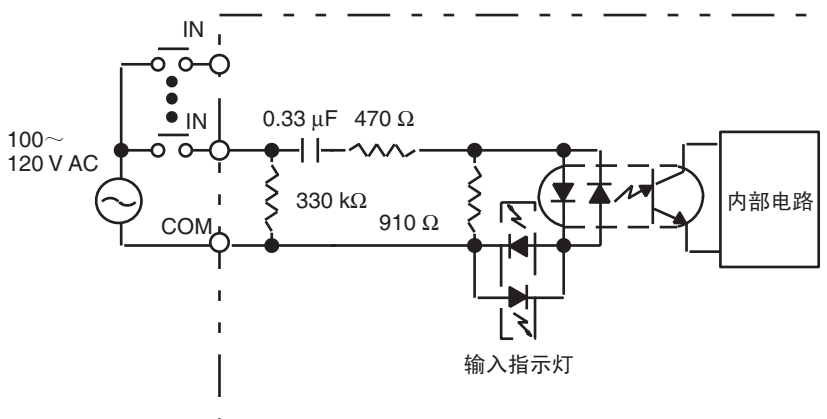 IN
IN
0.33 μF 470 Ω
100～
120 V AC
330 kΩ
910 Ω
COM
内部电路
输入指示灯